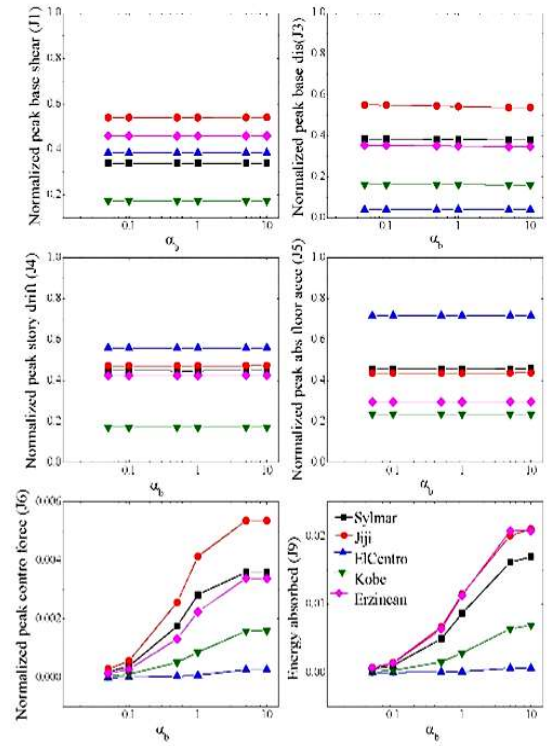 Normalized peak base shear (J1)
1.0
0.8
0.6
0.4
0.2
0.1
1
10
αb
Normalized peak base dis(J3)
1.0
0.8
0.6
0.4
0.2
0.0
0.1
1
10
αb
Normalized peak story drift (J4)
1.0
0.8
0.6
0.4
0.2
0.0
0.1
1
10
αb
Normalized peak abs floor acce (J5)
1.0
0.8
0.6
0.4
0.2
0.0
0.1
1
10
αb
Normalized peak contro force (J6)
0.006
0.004
0.002
0.000
0.1
1
10
αb
Energy absorbed (J9)
0.02
0.01
0.00
0.1
1
10
αb
Sylmar
Jiji
ElCentro
Kobe
Erzincan